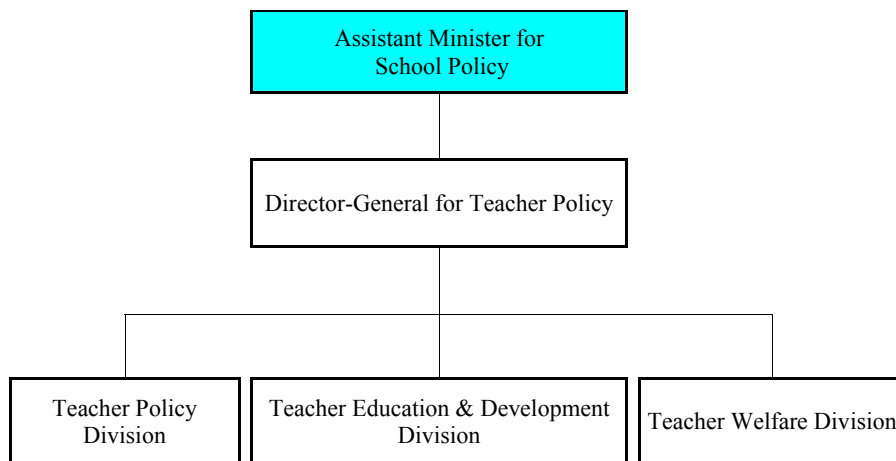 Assistant Minister for
School Policy
Director-General for Teacher Policy
Teacher Policy
Division
Teacher Education & Development
Division
Teacher Welfare Division